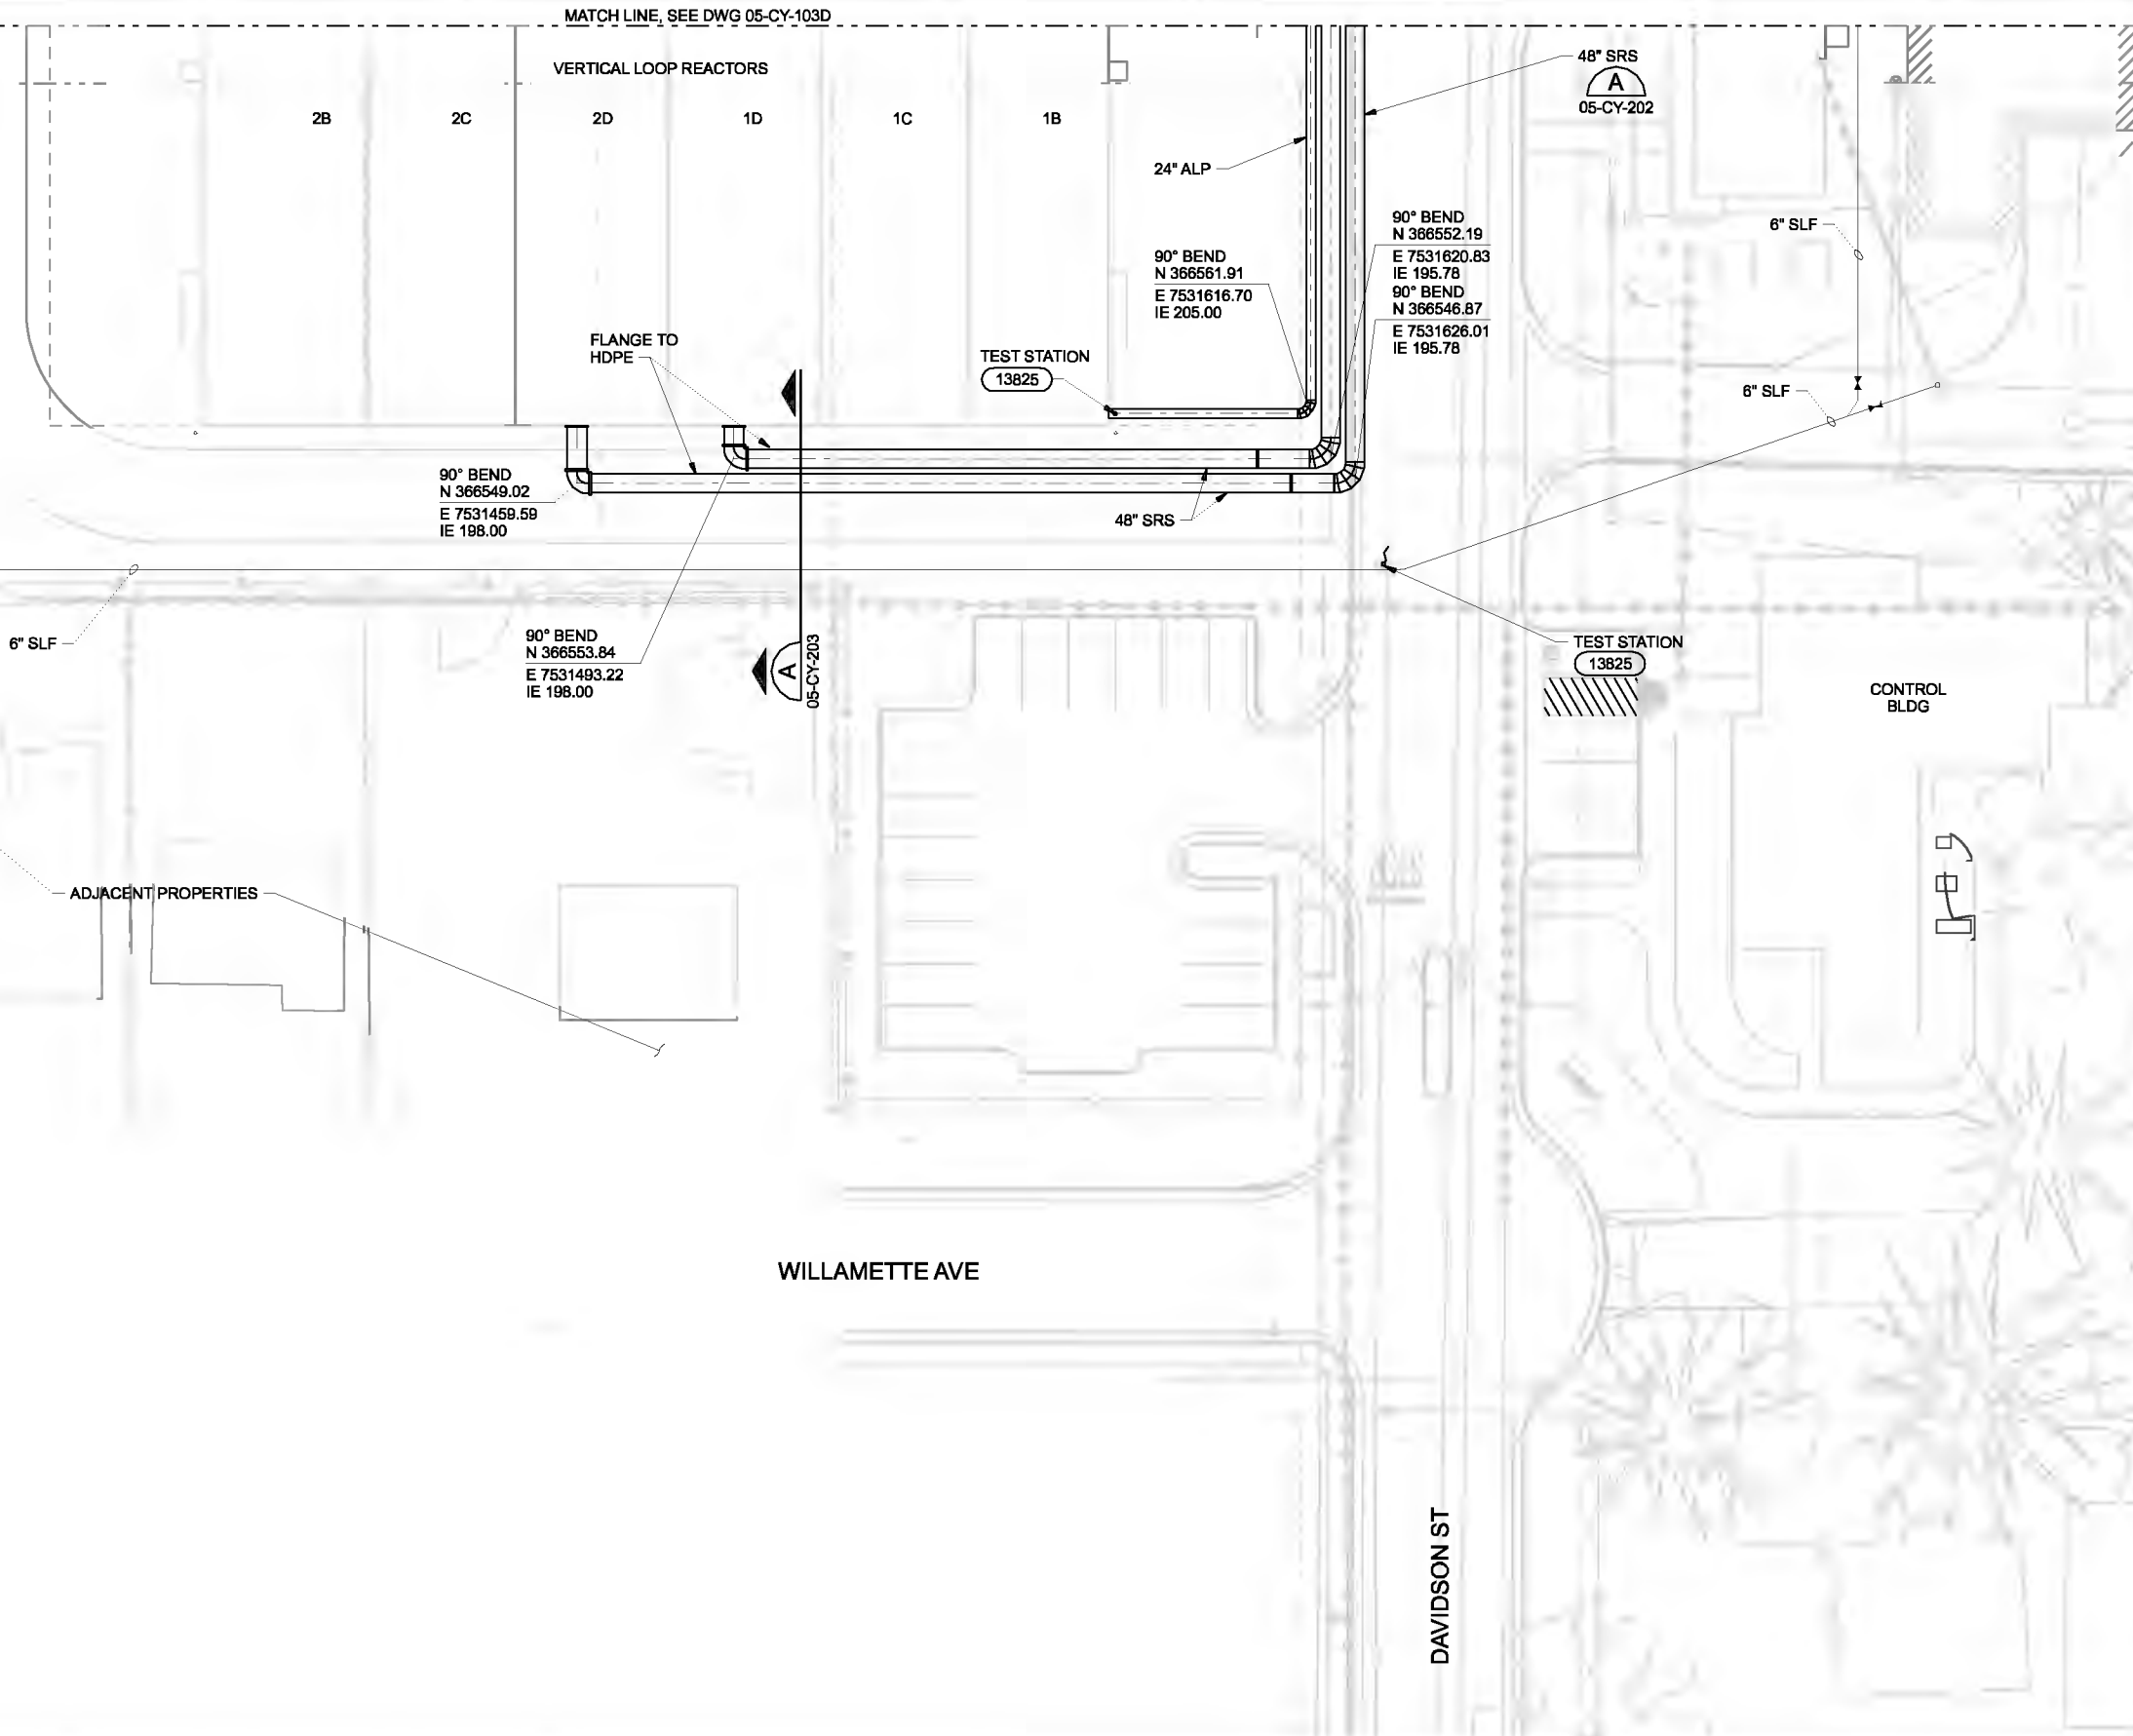 MATCH LINE, SEE DWG 05-CY-103D
VERTICAL LOOP REACTORS
2B
2C
2D
1D
1C
1B
48" SRS
A
05-CY-202
24" ALP
90° BEND
N 366552.19
E 7531620.83
IE 195.78
90° BEND
N 366546.87
E 7531626.01
IE 195.78
90° BEND
N 366561.91
E 7531616.70
IE 205.00
6" SLF
FLANGE TO
HDPE
TEST STATION
13825
6" SLF
90° BEND
N 366549.02
E 7531459.59
IE 198.00
48" SRS
6" SLF
90° BEND
N 366553.84
E 7531493.22
IE 198.00
A
05-CY-203
TEST STATION
13825
CONTROL
BLDG
ADJACENT PROPERTIES
WILLAMETTE AVE
DAVIDSON ST